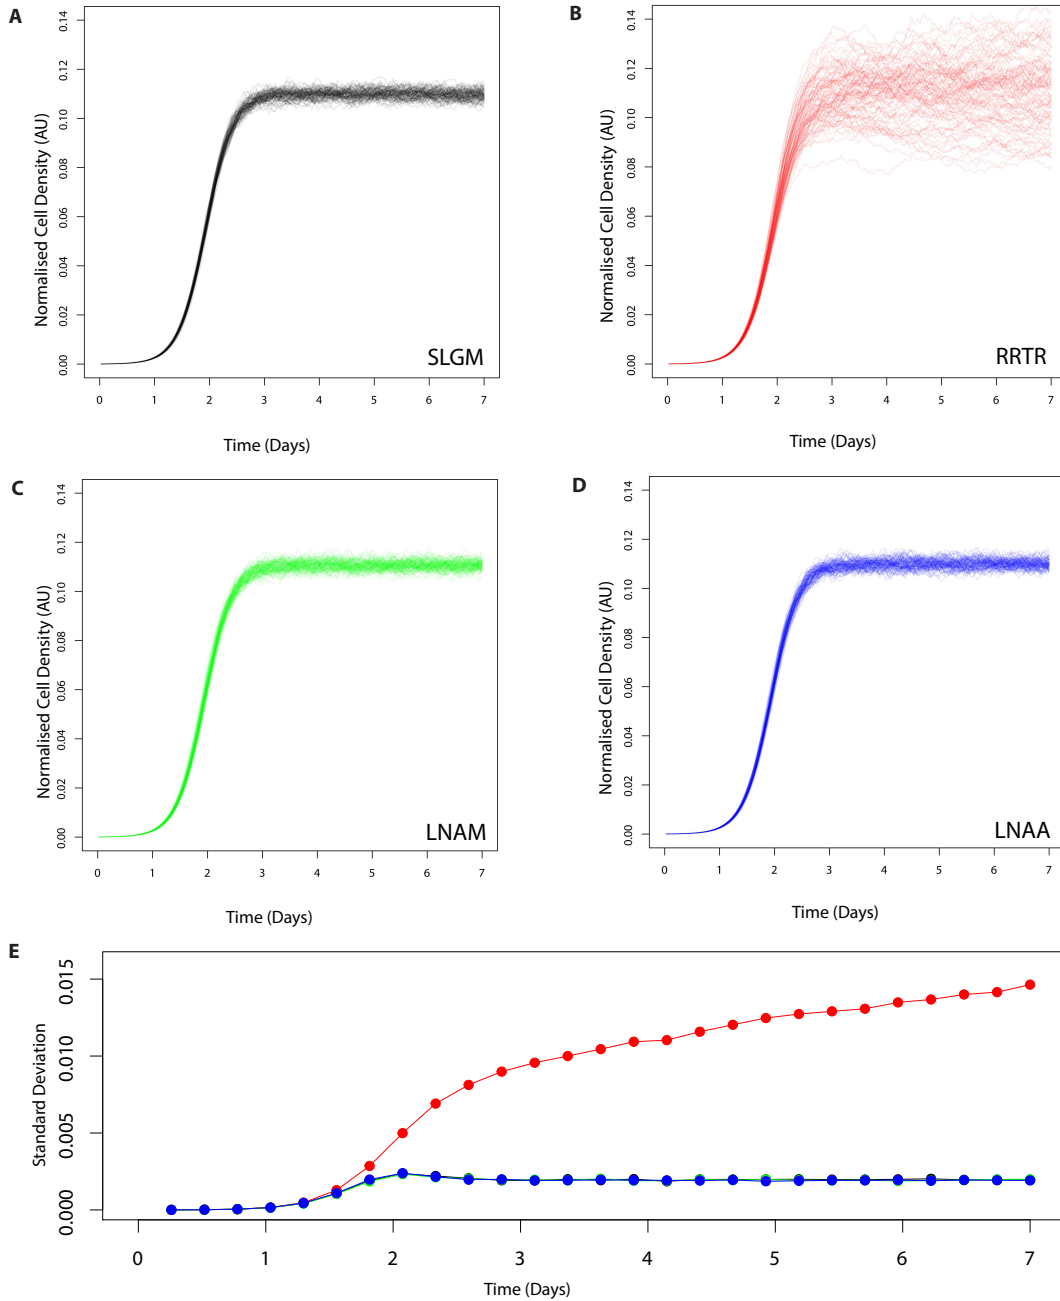 A
0.00 0.02 0.04 0.06 0.08 0.10 0.12 0.14
Normalised Cell Density (AU)
SLGM
0 1 2 3 4 5 6 7
Time (Days)
B
0.00 0.02 0.04 0.06 0.08 0.10 0.12 0.14
Normalised Cell Density (AU)
RRTR
0 1 2 3 4 5 6 7
Time (Days)
C
0.00 0.02 0.04 0.06 0.08 0.10 0.12 0.14
Normalised Cell Density (AU)
LNAM
0 1 2 3 4 5 6 7
Time (Days)
D
0.00 0.02 0.04 0.06 0.08 0.10 0.12 0.14
Normalised Cell Density (AU)
LNAA
0 1 2 3 4 5 6 7
Time (Days)
E
0.000 0.005 0.010 0.015
Standard Deviation
0 1 2 3 4 5 6 7
Time (Days)